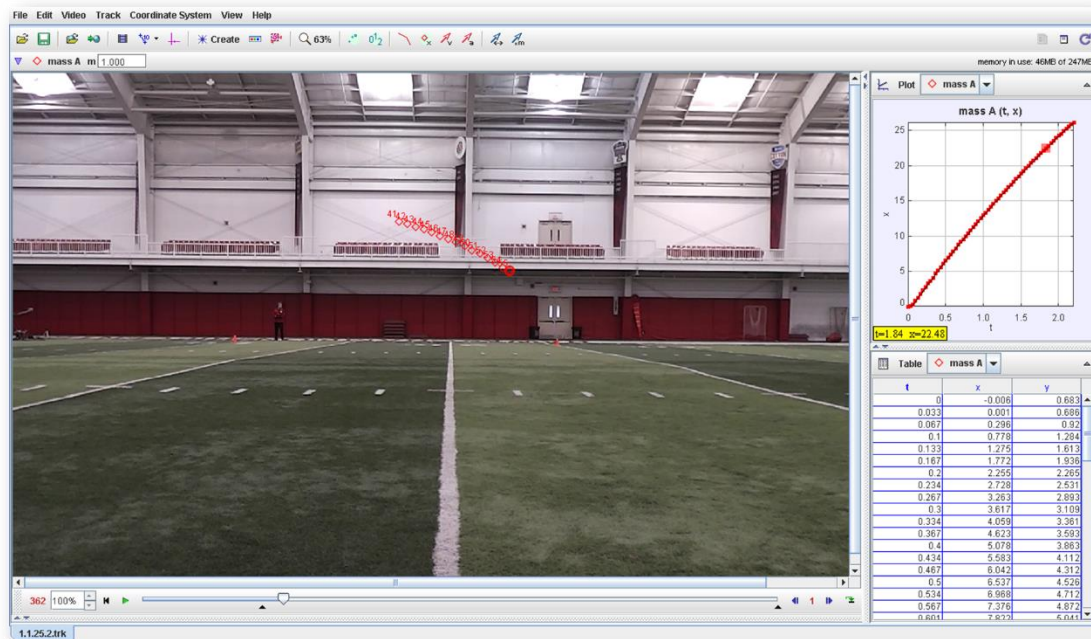 File Edit Video Track Coordinate System View Help
Create 63%
mass A m 1.000 memory in use: 46MB of 247MB
Plot mass A
mass A (t, x)
25
20
15
10
5
0
x
0 0.5 1.0 1.5 2.0
t
t=1.84 x=22.48
Table mass A
t x y
0 -0.006 0.683
0.033 0.001 0.686
0.067 0.296 0.92
0.1 0.778 1.284
0.133 1.275 1.613
0.167 1.772 1.936
0.2 2.255 2.265
0.234 2.728 2.531
0.267 3.263 2.893
0.3 3.617 3.109
0.334 4.059 3.361
0.367 4.623 3.593
0.4 5.078 3.863
0.434 5.583 4.112
0.467 6.042 4.312
0.5 6.537 4.526
0.534 6.968 4.712
0.567 7.376 4.872
0.601 7.822 5.041
362 100% 1
1.1.25.2.trk